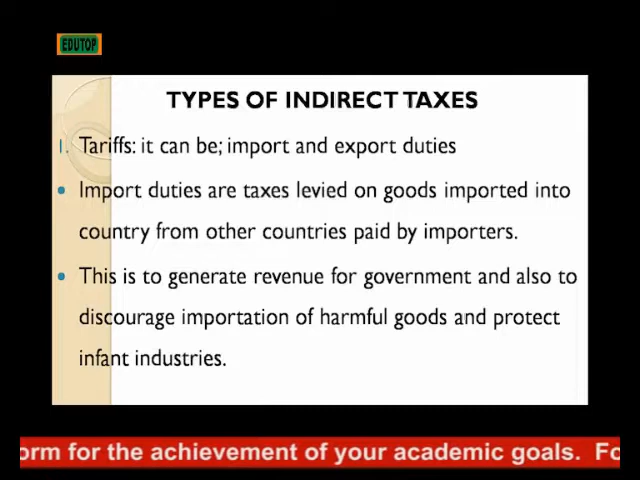 EDUTOP
TYPES OF INDIRECT TAXES
1. Tariffs: it can be; import and export duties
• Import duties are taxes levied on goods imported into
country from other countries paid by importers.
• This is to generate revenue for government and also to
discourage importation of harmful goods and protect
infant industries.
for the achievement of your academic goals.